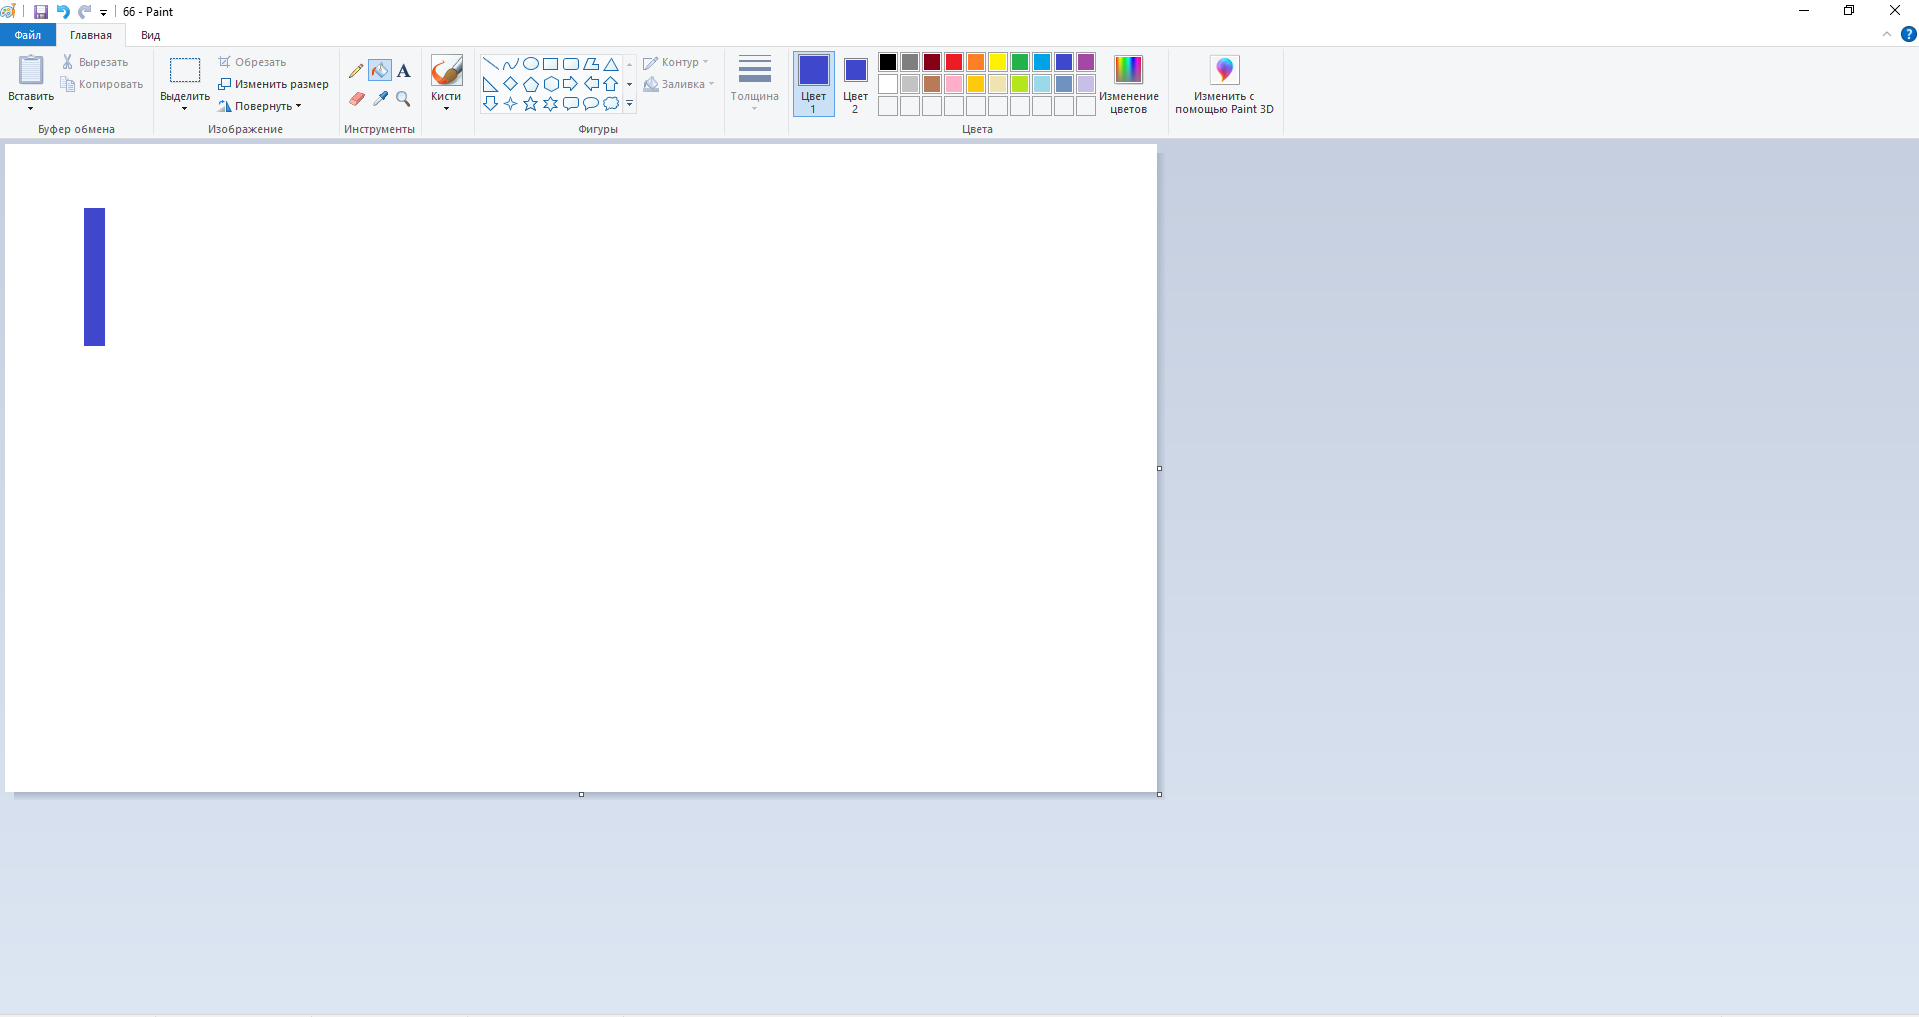 66 - Paint
Файл Главная Вид
Вставить
Вырезать
Копировать
Буфер обмена
Выделить
Обрезать
Изменить размер
Повернуть
Изображение
A
Инструменты
Кисти
Контур
Заливка
Фигуры
Толщина
Цвет
1
Цвет
2
Изменение
цветов
Цвета
Изменить с
помощью Paint 3D
?